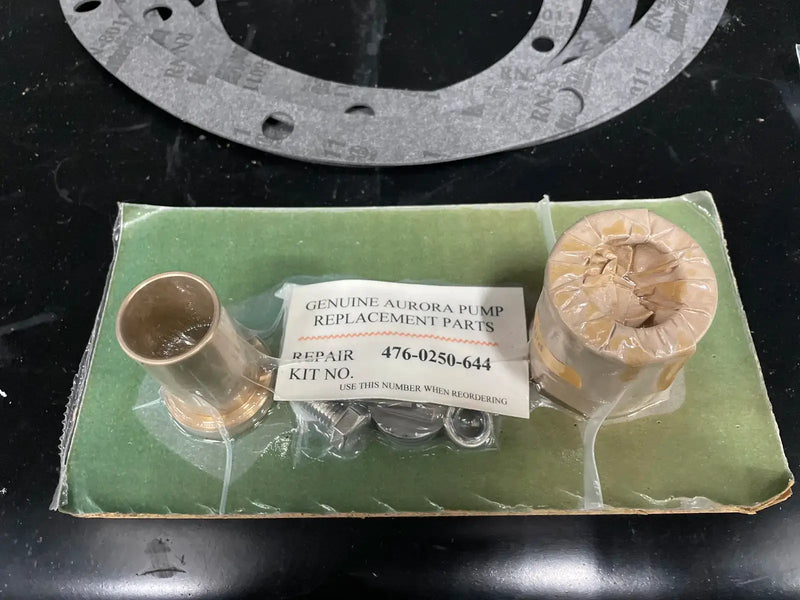 GENUINE AURORA PUMP
REPLACEMENT PARTS
REPAIR
KIT NO.
476-0250-644
USE THIS NUMBER WHEN REORDERING